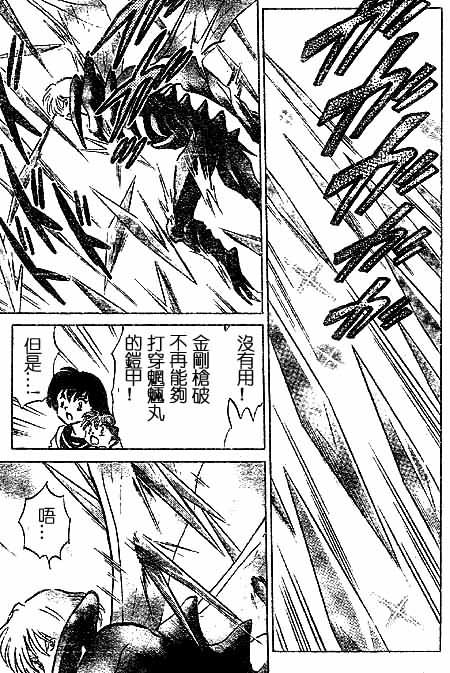 沒有用！
金剛槍破
不再能夠
打穿魍魎丸
的鎧甲！
但是…
唔…